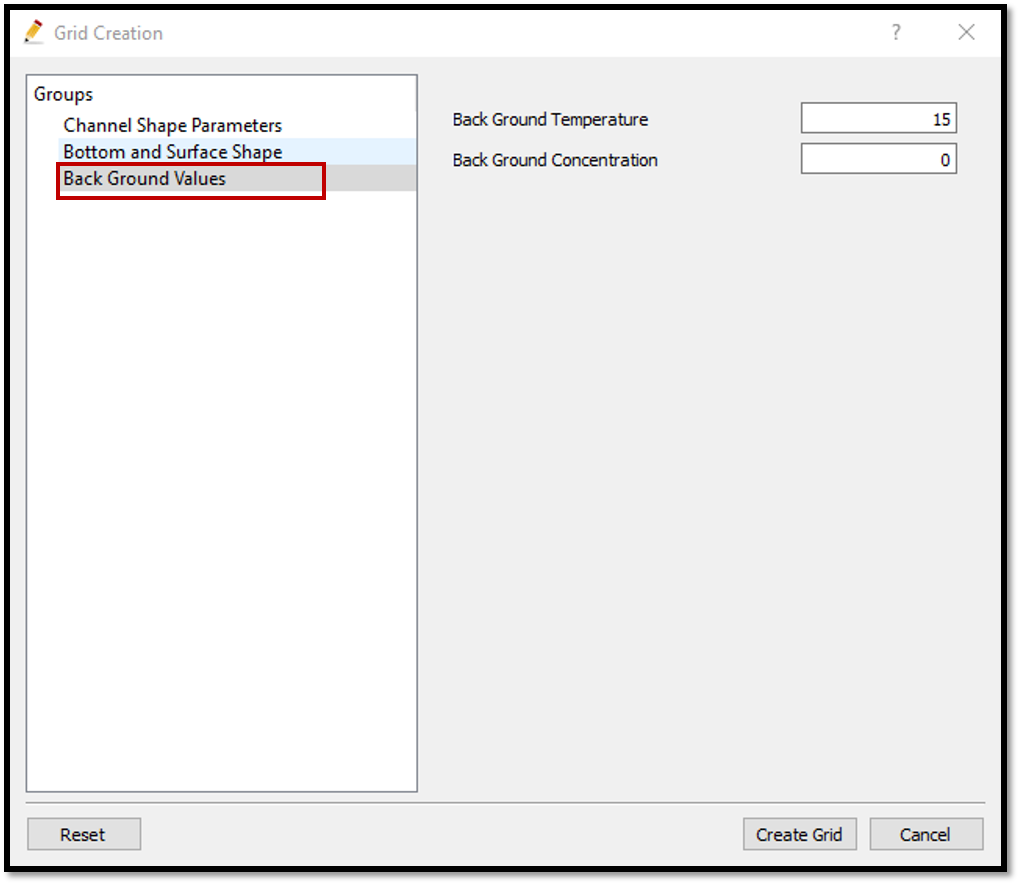 Grid Creation ?
Groups
Channel Shape Parameters
Bottom and Surface Shape
Back Ground Values
Back Ground Temperature 15
Back Ground Concentration 0
Reset Create Grid Cancel